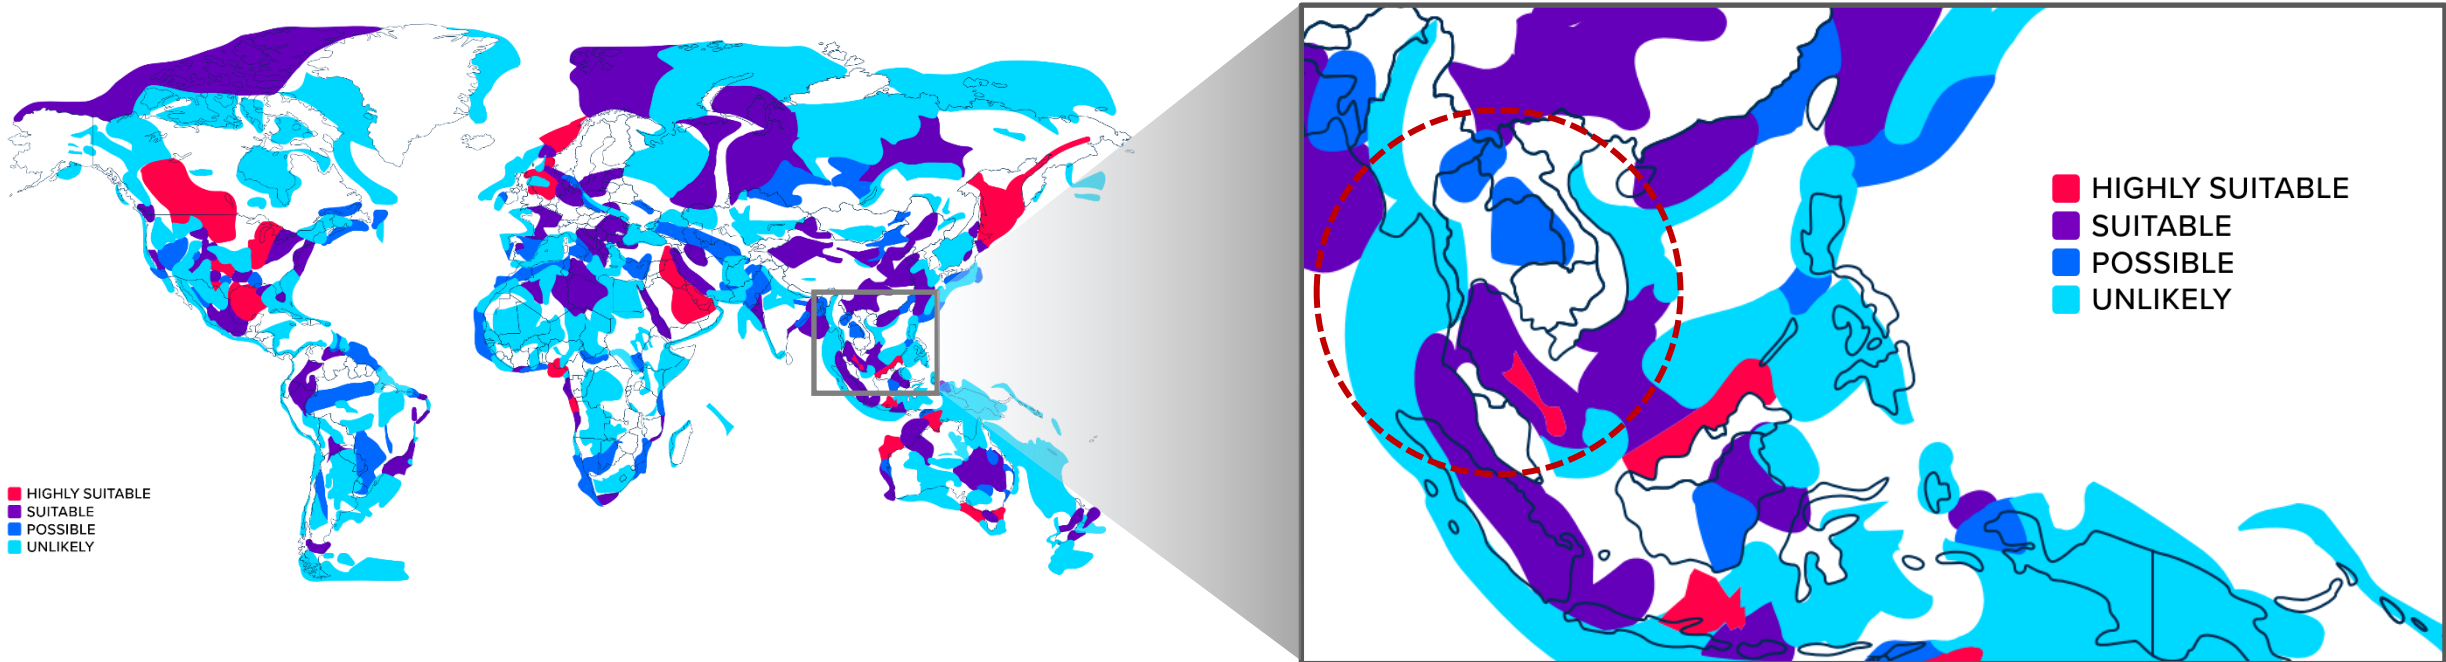 HIGHLY SUITABLE
SUITABLE
POSSIBLE
UNLIKELY
HIGHLY SUITABLE
SUITABLE
POSSIBLE
UNLIKELY